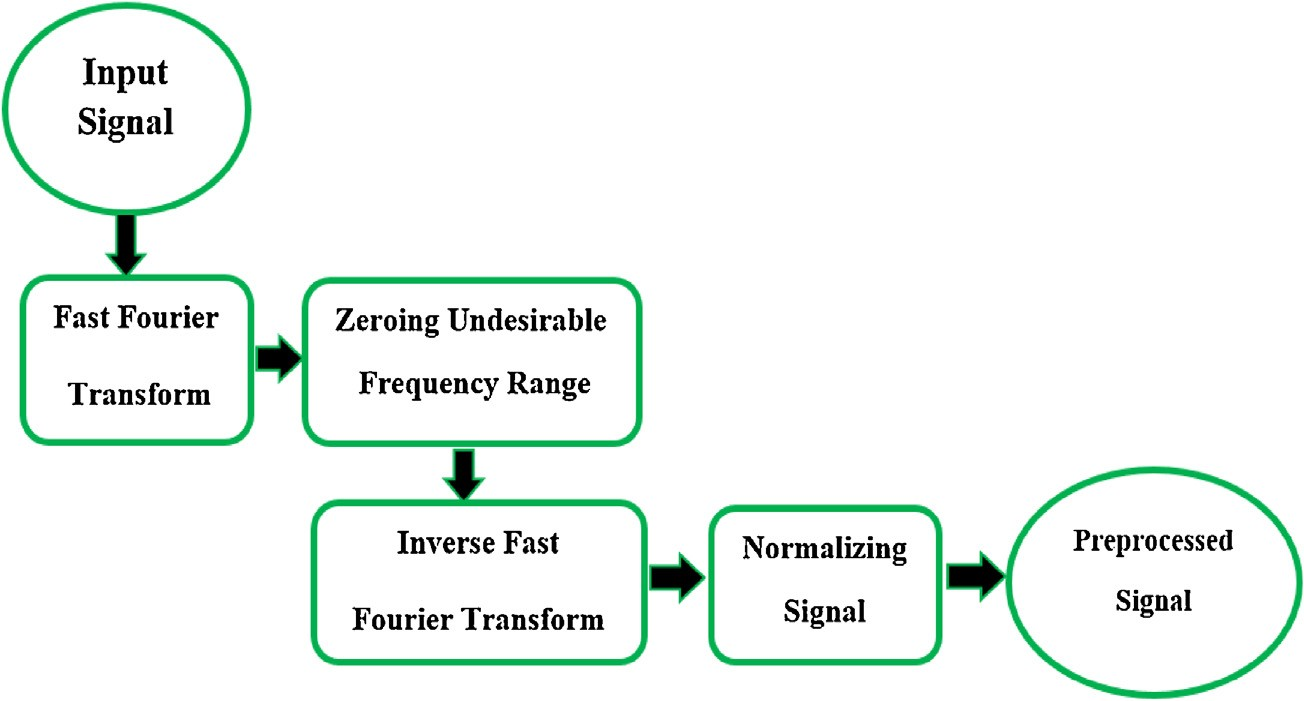 Input
Signal
Fast Fourier
Transform
Zeroing Undesirable
Frequency Range
Inverse Fast
Fourier Transform
Normalizing
Signal
Preprocessed
Signal